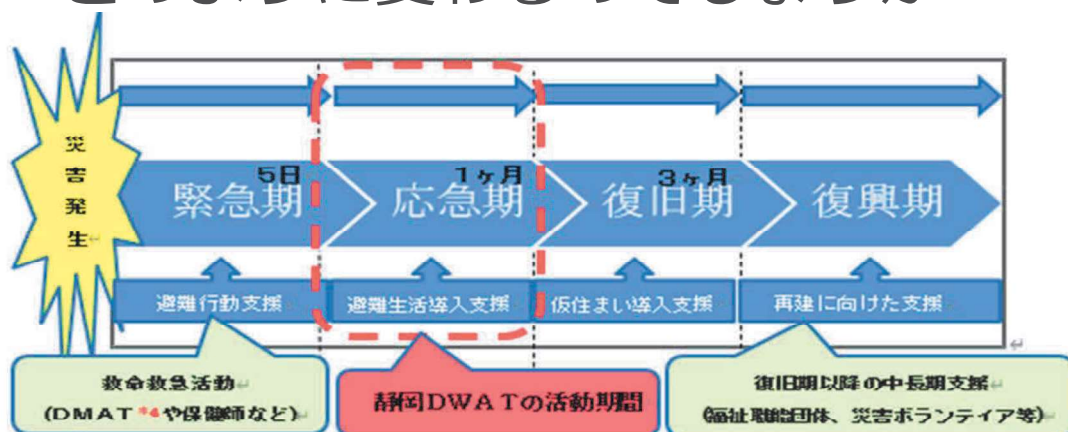 災害発生
5日
1ヶ月
3ヶ月
緊急期
応急期
復旧期
復興期
避難行動支援
避難生活導入支援
仮住まい導入支援
再建に向けた支援
救命救急活動
(DMAT*4や保健師など)
静岡DWATの活動期間
復旧期以降の中長期支援
(福祉職能団体、災害ボランティア等)